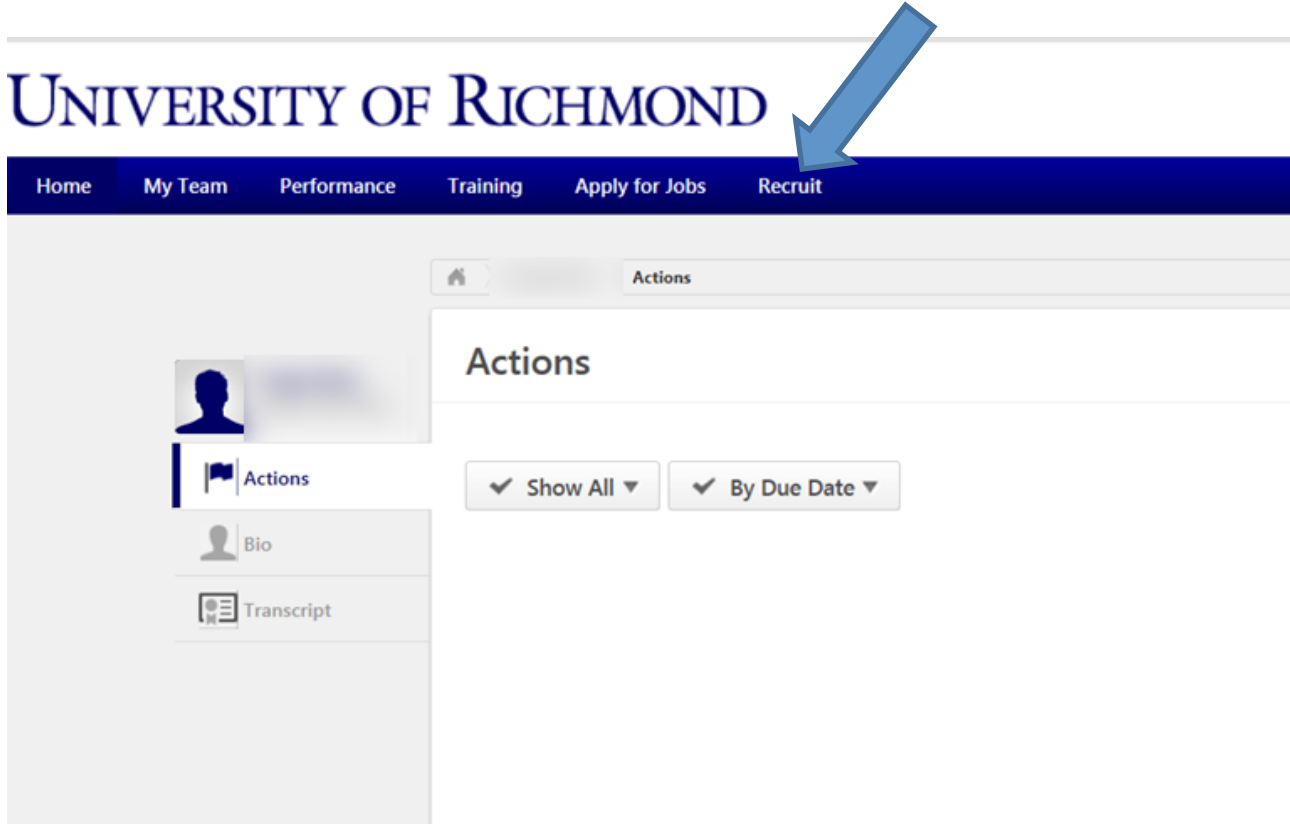 UNIVERSITY OF RICHMOND
Home My Team Performance Training Apply for Jobs Recruit
Actions
Actions
Actions
Show All By Due Date
Bio
Transcript